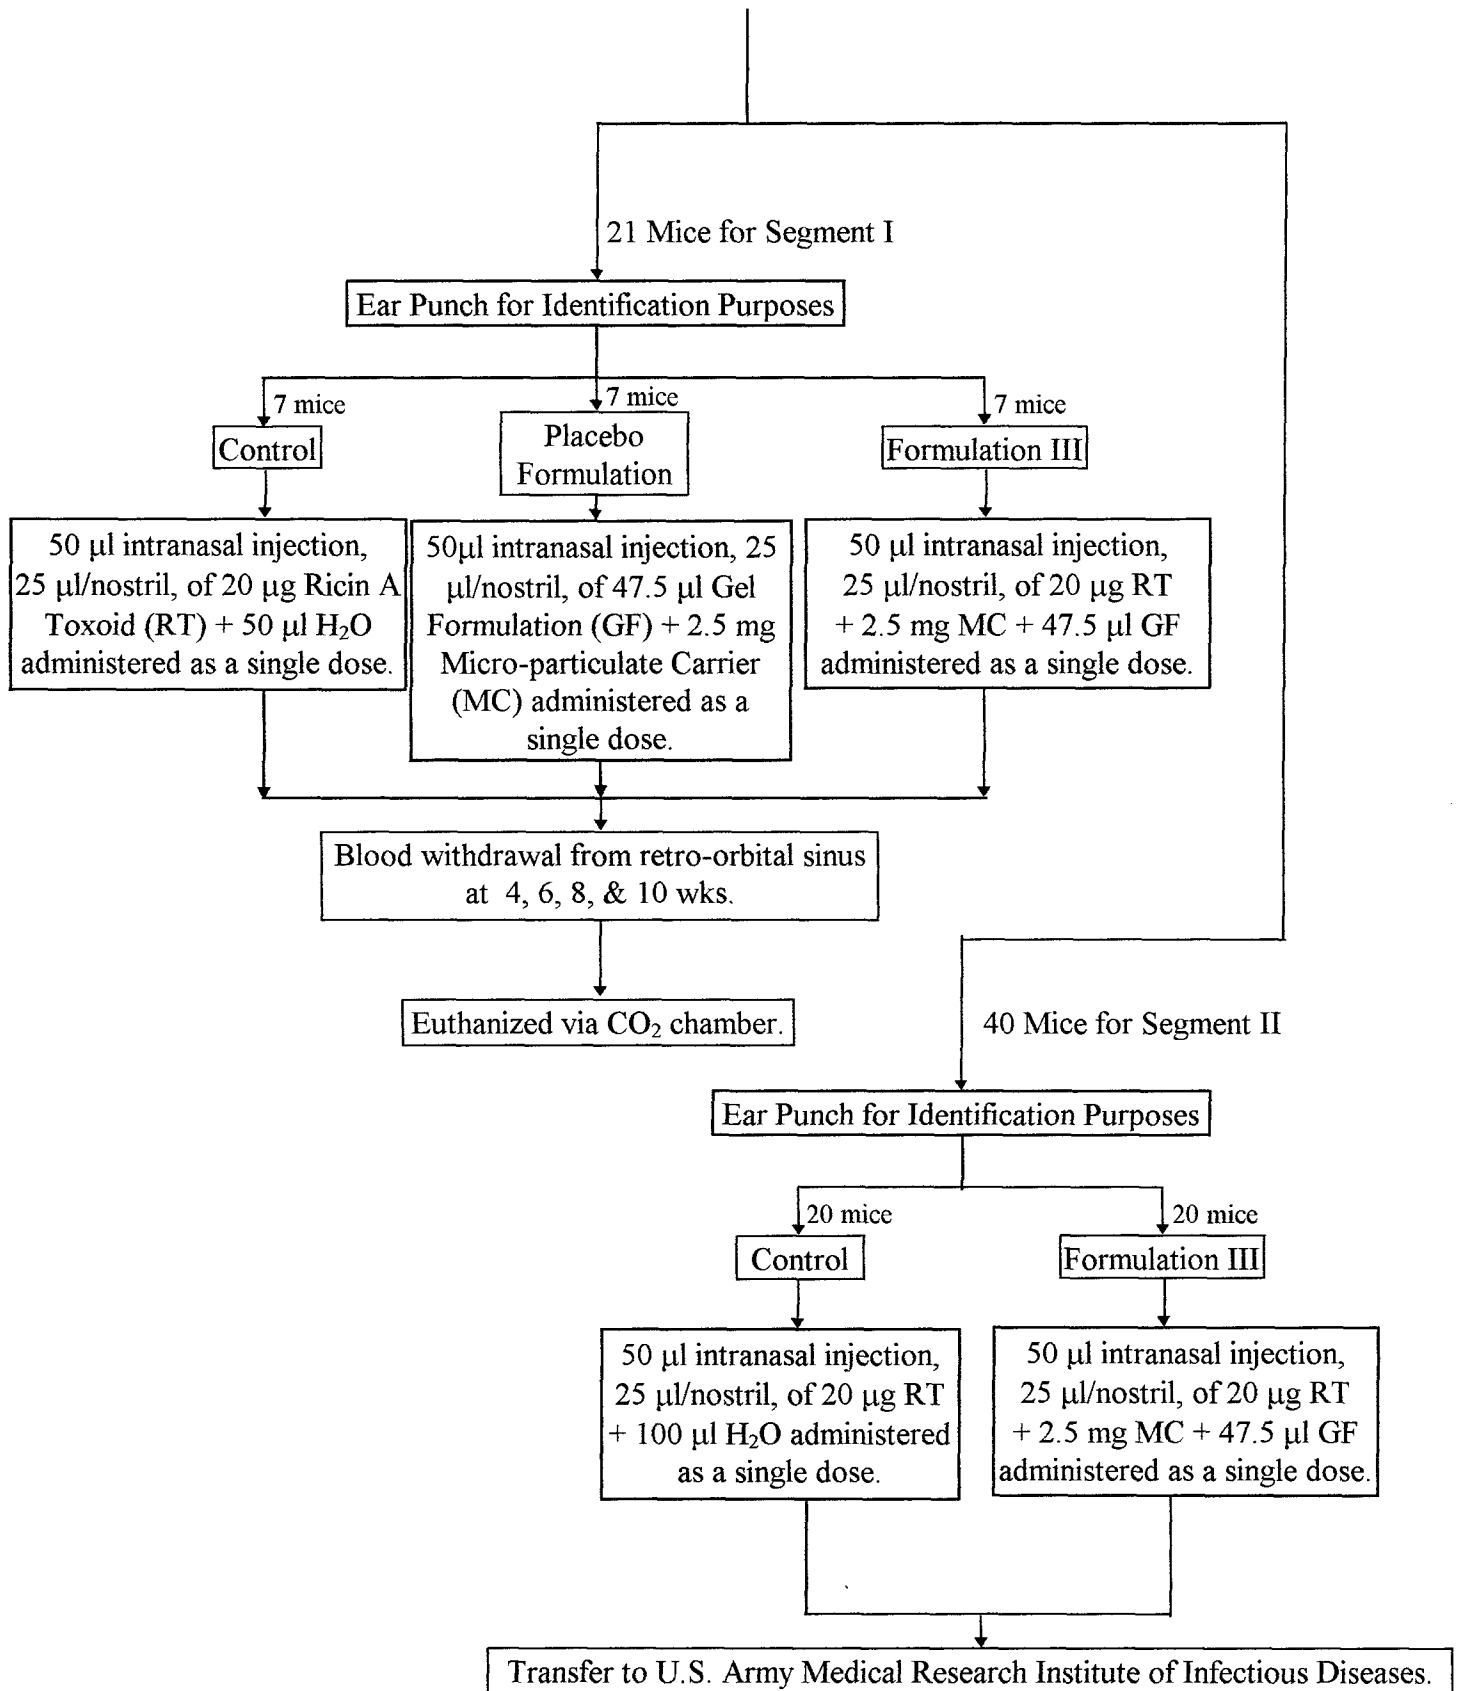 21 Mice for Segment I
Ear Punch for Identification Purposes
7 mice
7 mice
7 mice
Control
Placebo
Formulation
Formulation III
50 µl intranasal injection,
25 µl/nostril, of 20 µg Ricin A
Toxoid (RT) + 50 µl H₂O
administered as a single dose.
50µl intranasal injection, 25
µl/nostril, of 47.5 µl Gel
Formulation (GF) + 2.5 mg
Micro-particulate Carrier
(MC) administered as a
single dose.
50 µl intranasal injection,
25 µl/nostril, of 20 µg RT
+ 2.5 mg MC + 47.5 µl GF
administered as a single dose.
Blood withdrawal from retro-orbital sinus
at 4, 6, 8, & 10 wks.
Euthanized via CO₂ chamber.
40 Mice for Segment II
Ear Punch for Identification Purposes
20 mice
20 mice
Control
Formulation III
50 µl intranasal injection,
25 µl/nostril, of 20 µg RT
+ 100 µl H₂O administered
as a single dose.
50 µl intranasal injection,
25 µl/nostril, of 20 µg RT
+ 2.5 mg MC + 47.5 µl GF
administered as a single dose.
Transfer to U.S. Army Medical Research Institute of Infectious Diseases.